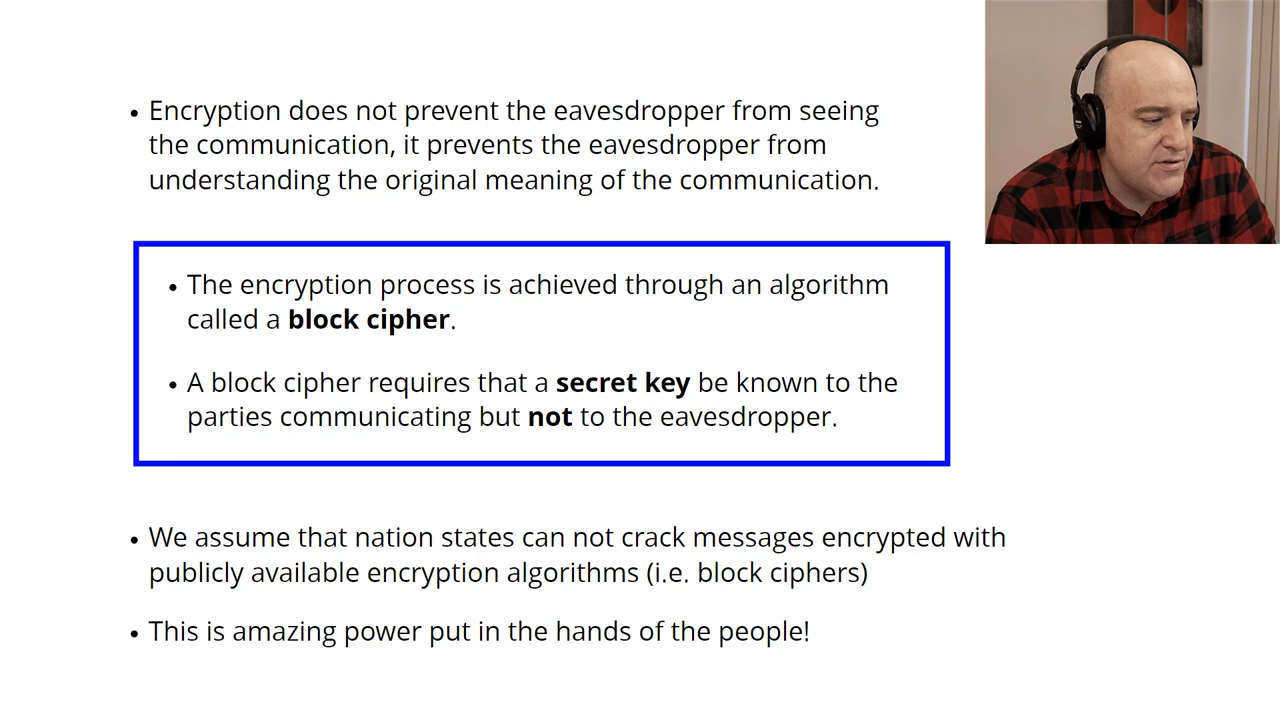 • Encryption does not prevent the eavesdropper from seeing
the communication, it prevents the eavesdropper from
understanding the original meaning of the communication.
• The encryption process is achieved through an algorithm
called a block cipher.
• A block cipher requires that a secret key be known to the
parties communicating but not to the eavesdropper.
• We assume that nation states can not crack messages encrypted with
publicly available encryption algorithms (i.e. block ciphers)
• This is amazing power put in the hands of the people!